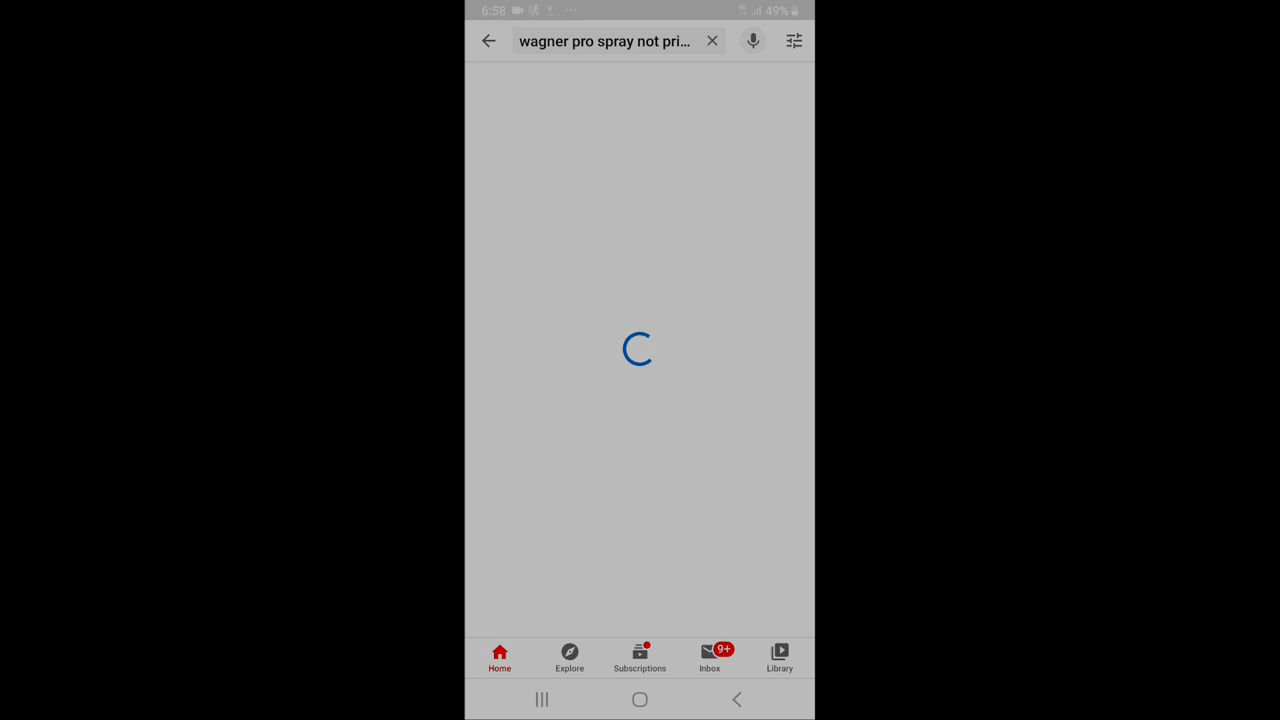 6:58 49%
wagner pro spray not pri...
Home Explore Subscriptions 9+ Inbox Library